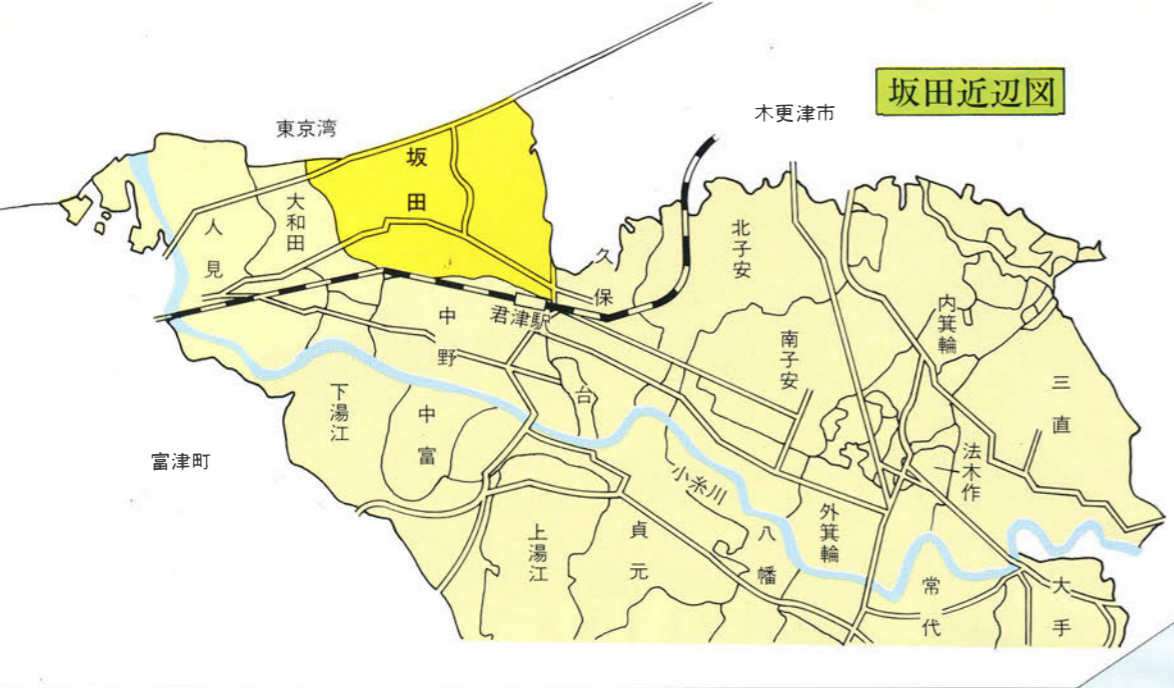 坂田近辺図
木更津市
東京湾
坂田
大和田
人見
久保
北子安
内箕輪
君津駅
中野
南子安
三直
台
下湯江
中富
法木作
富津町
小糸川
外箕輪
八幡
貞元
上湯江
常代
大手